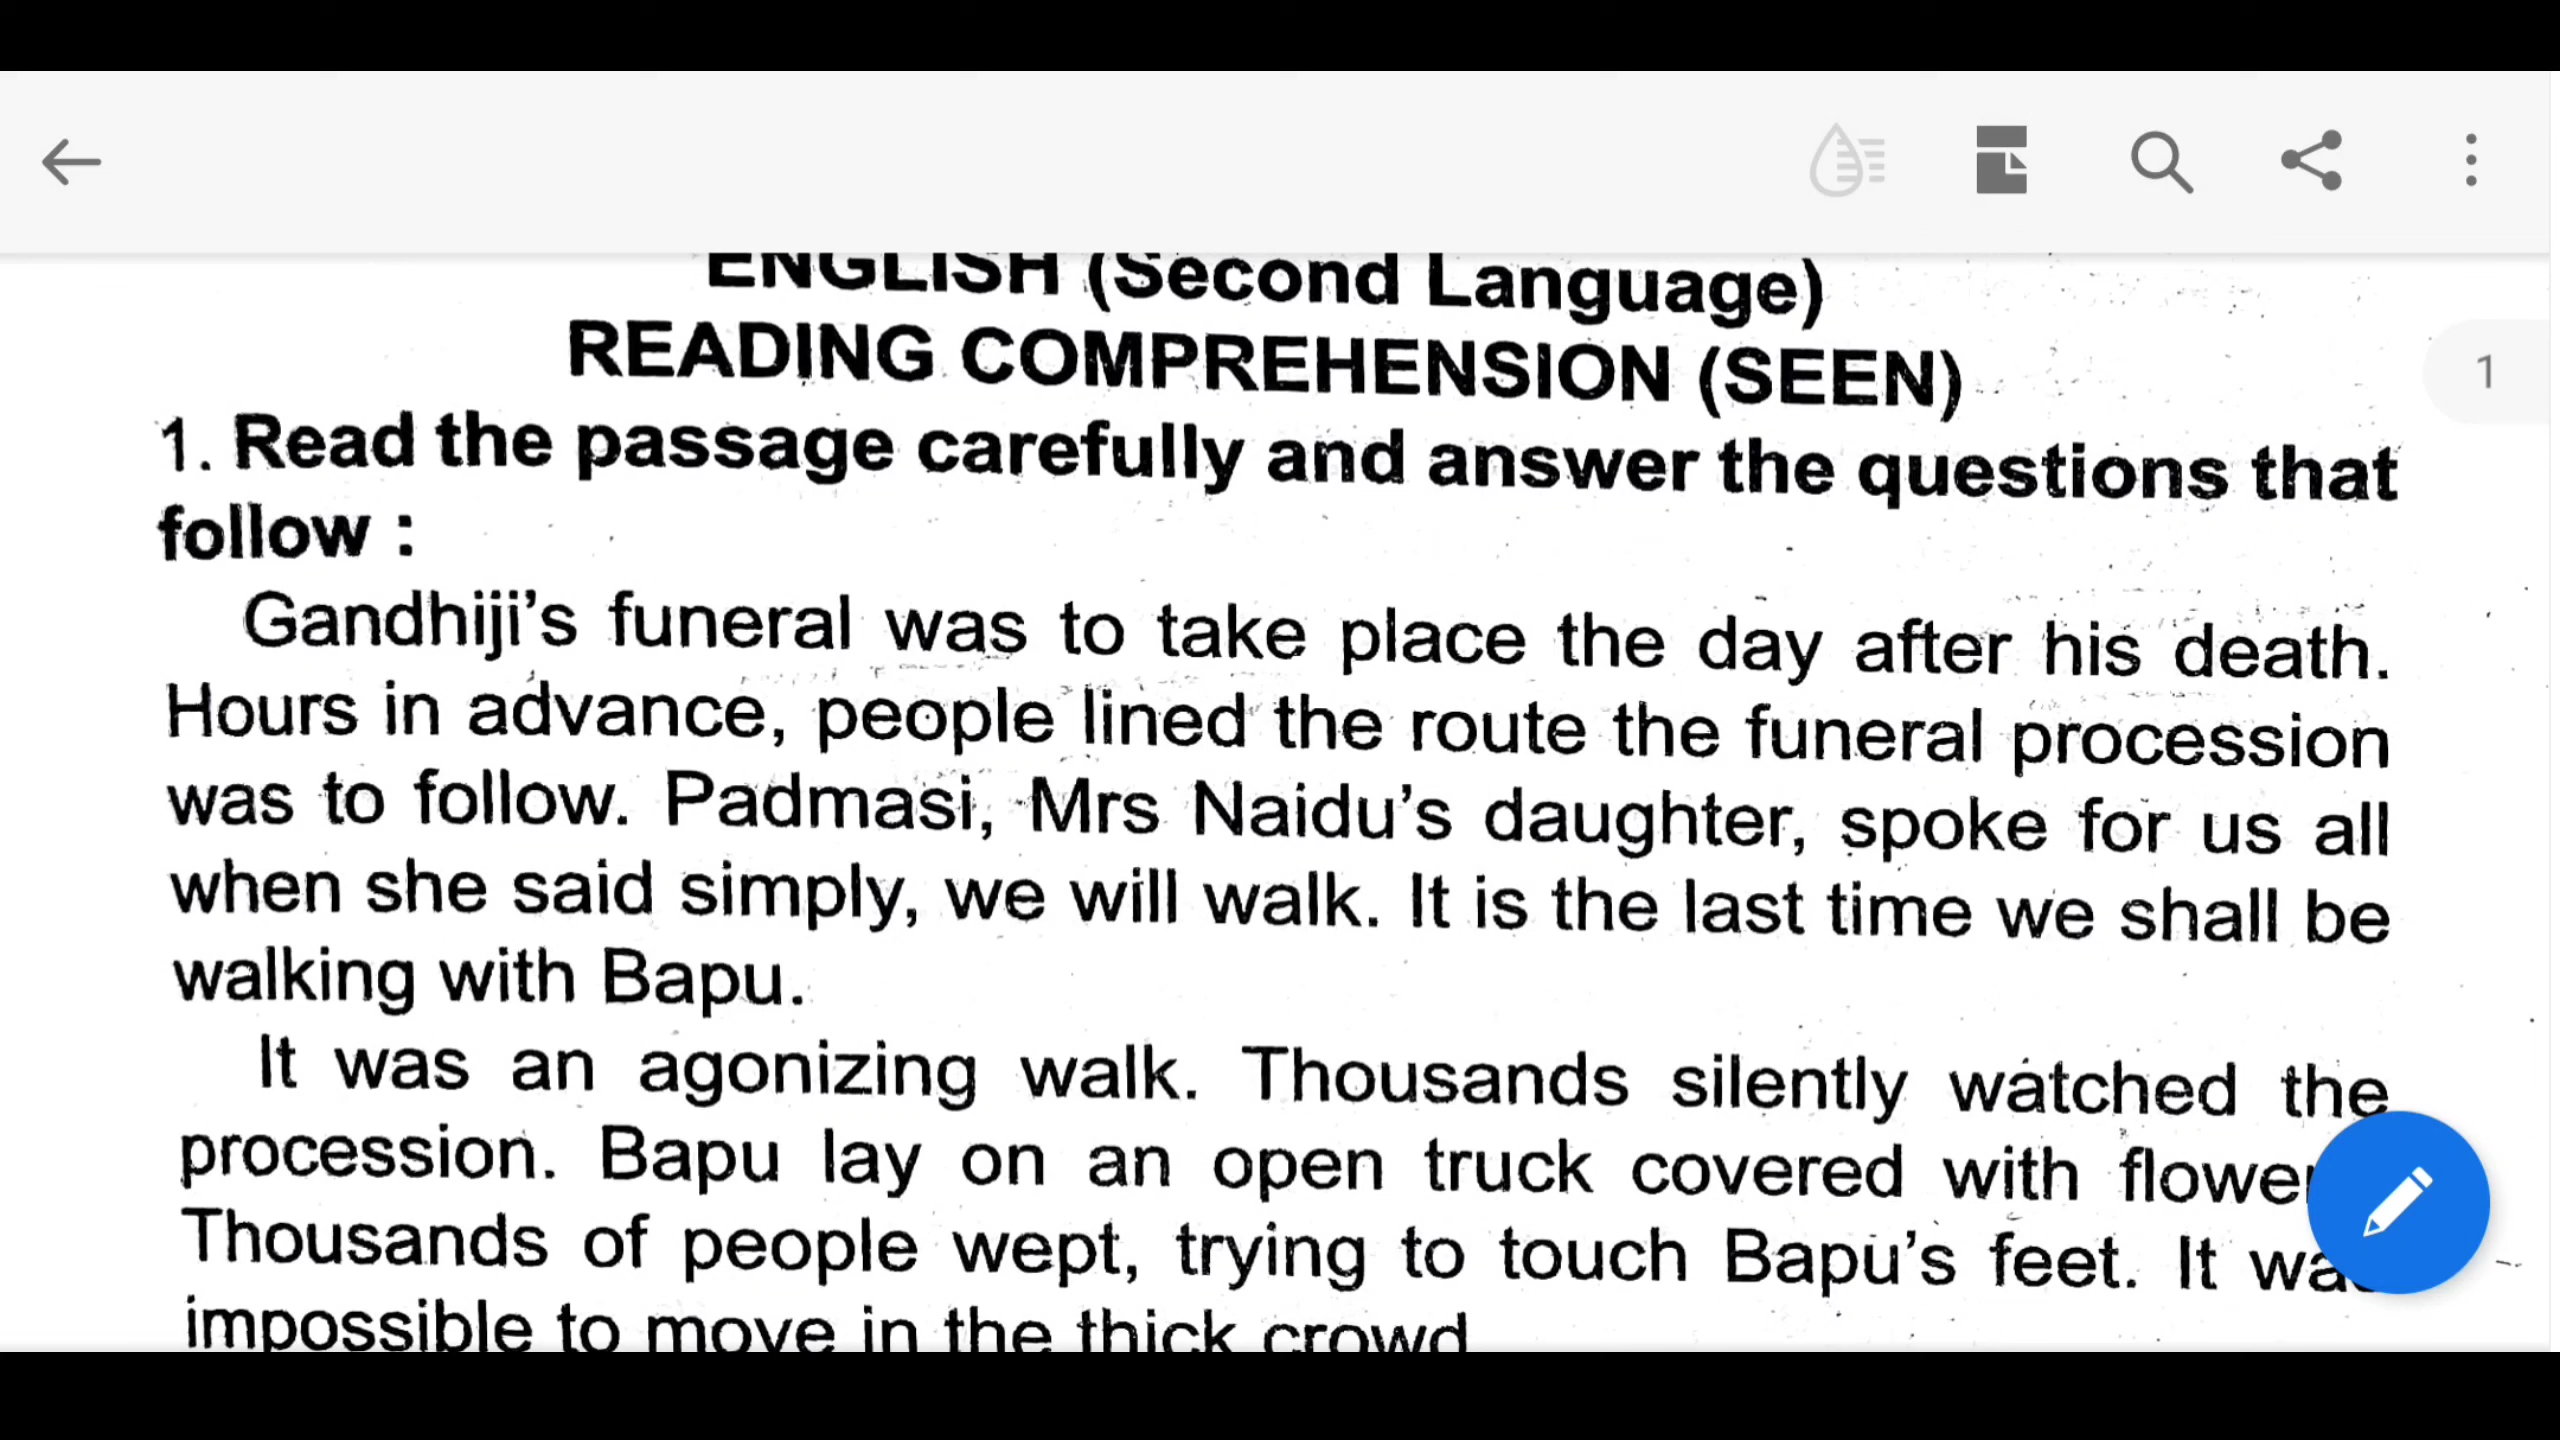 ENGLISH (Second Language)
READING COMPREHENSION (SEEN)
1
1. Read the passage carefully and answer the questions that
follow :
Gandhiji's funeral was to take place the day after his death.
Hours in advance, people lined the route the funeral procession
was to follow. Padmasi, Mrs Naidu's daughter, spoke for us all
when she said simply, we will walk. It is the last time we shall be
walking with Bapu.
It was an agonizing walk. Thousands silently watched the
procession. Bapu lay on an open truck covered with flower
Thousands of people wept, trying to touch Bapu's feet. It was
impossible to move in the thick crowd